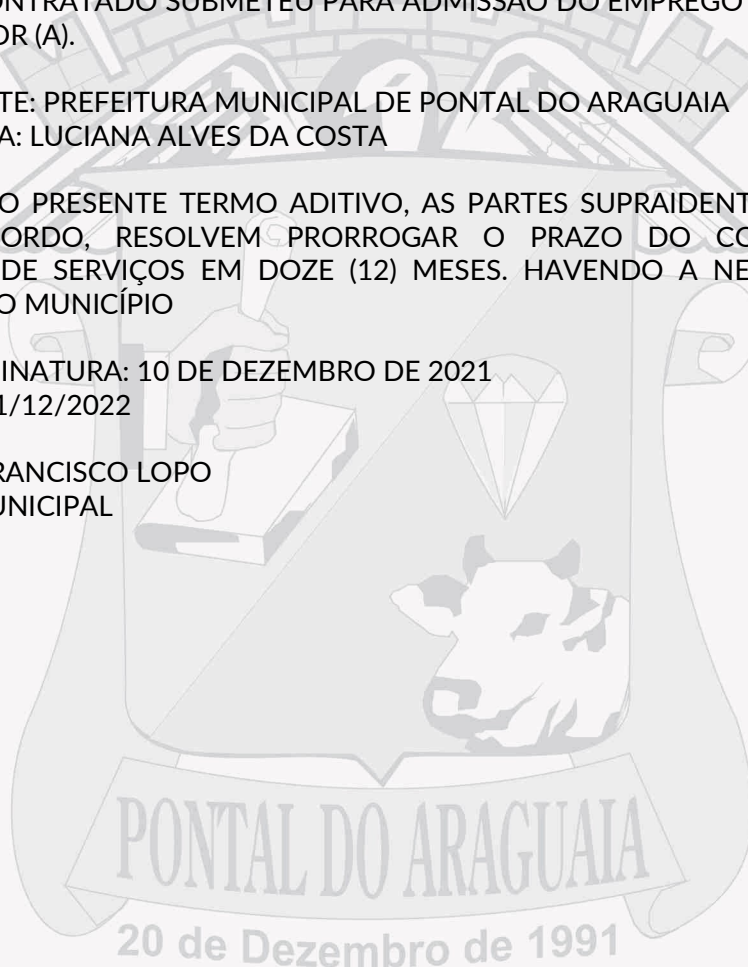 ONTRATADO SUBMETEU PARA ADMISSÃO DO EMPREGO
OR (A).
TE: PREFEITURA MUNICIPAL DE PONTAL DO ARAGUAIA
A: LUCIANA ALVES DA COSTA
O PRESENTE TERMO ADITIVO, AS PARTES SUPRAIDENT
ORDO, RESOLVEM PRORROGAR O PRAZO DO CO
DE SERVIÇOS EM DOZE (12) MESES. HAVENDO A NE
O MUNICÍPIO
INATURA: 10 DE DEZEMBRO DE 2021
1/12/2022
RANCISCO LOPO
UNICIPAL
PONTAL DO ARAGUAIA
20 de Dezembro de 1991